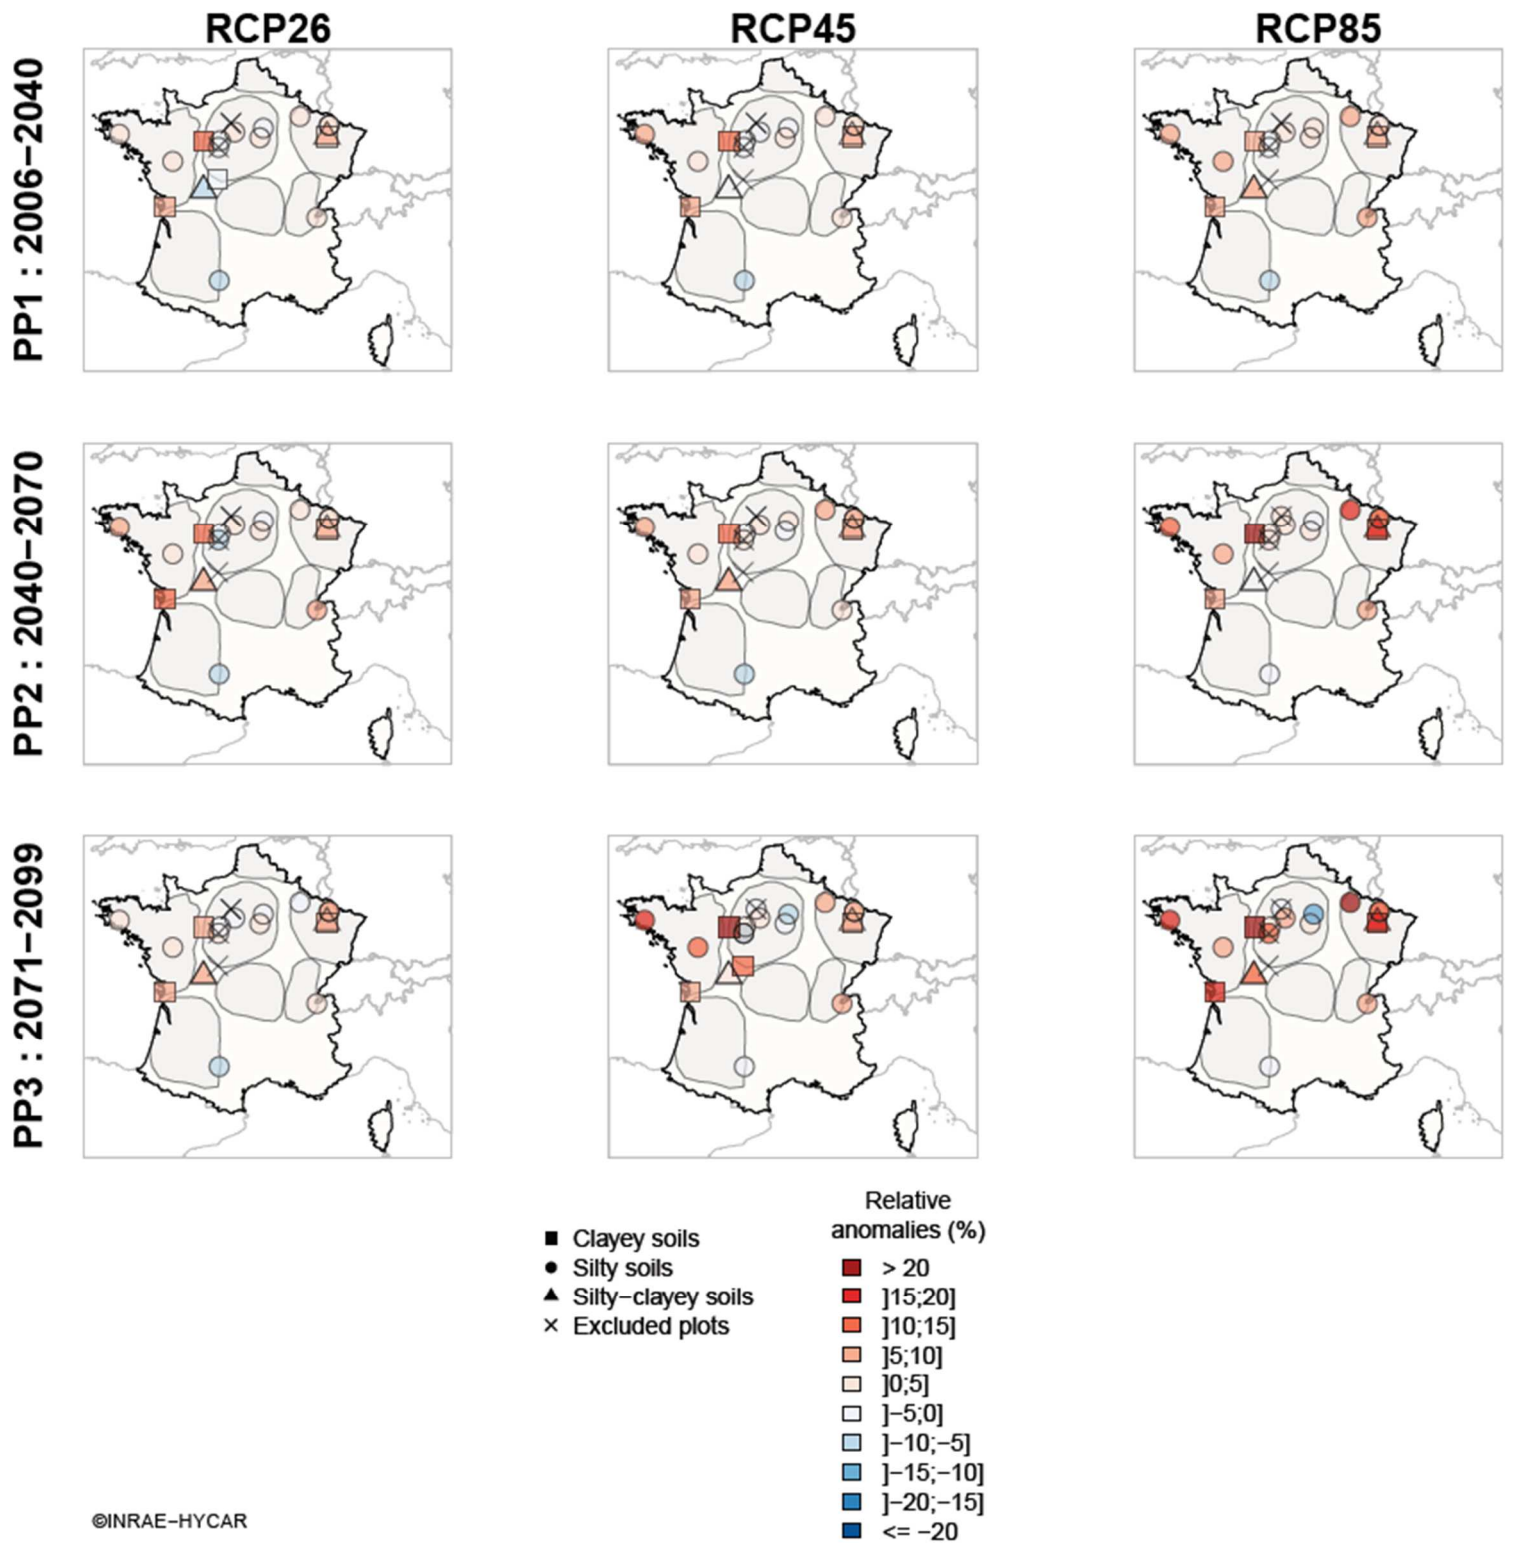 RCP26
RCP45
RCP85
PP1 : 2006−2040
PP2 : 2040−2070
PP3 : 2071−2099
Clayey soils
Silty soils
Silty−clayey soils
Excluded plots
Relative
anomalies (%)
> 20
]15;20]
]10;15]
]5;10]
]0;5]
]−5;0]
]−10;−5]
]−15;−10]
]−20;−15]
<= −20
©INRAE−HYCAR